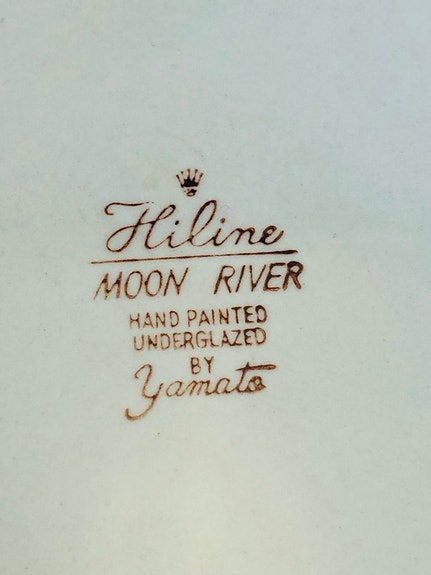 Hiline
MOON RIVER
HAND PAINTED
UNDERGLAZED
BY
Yamato